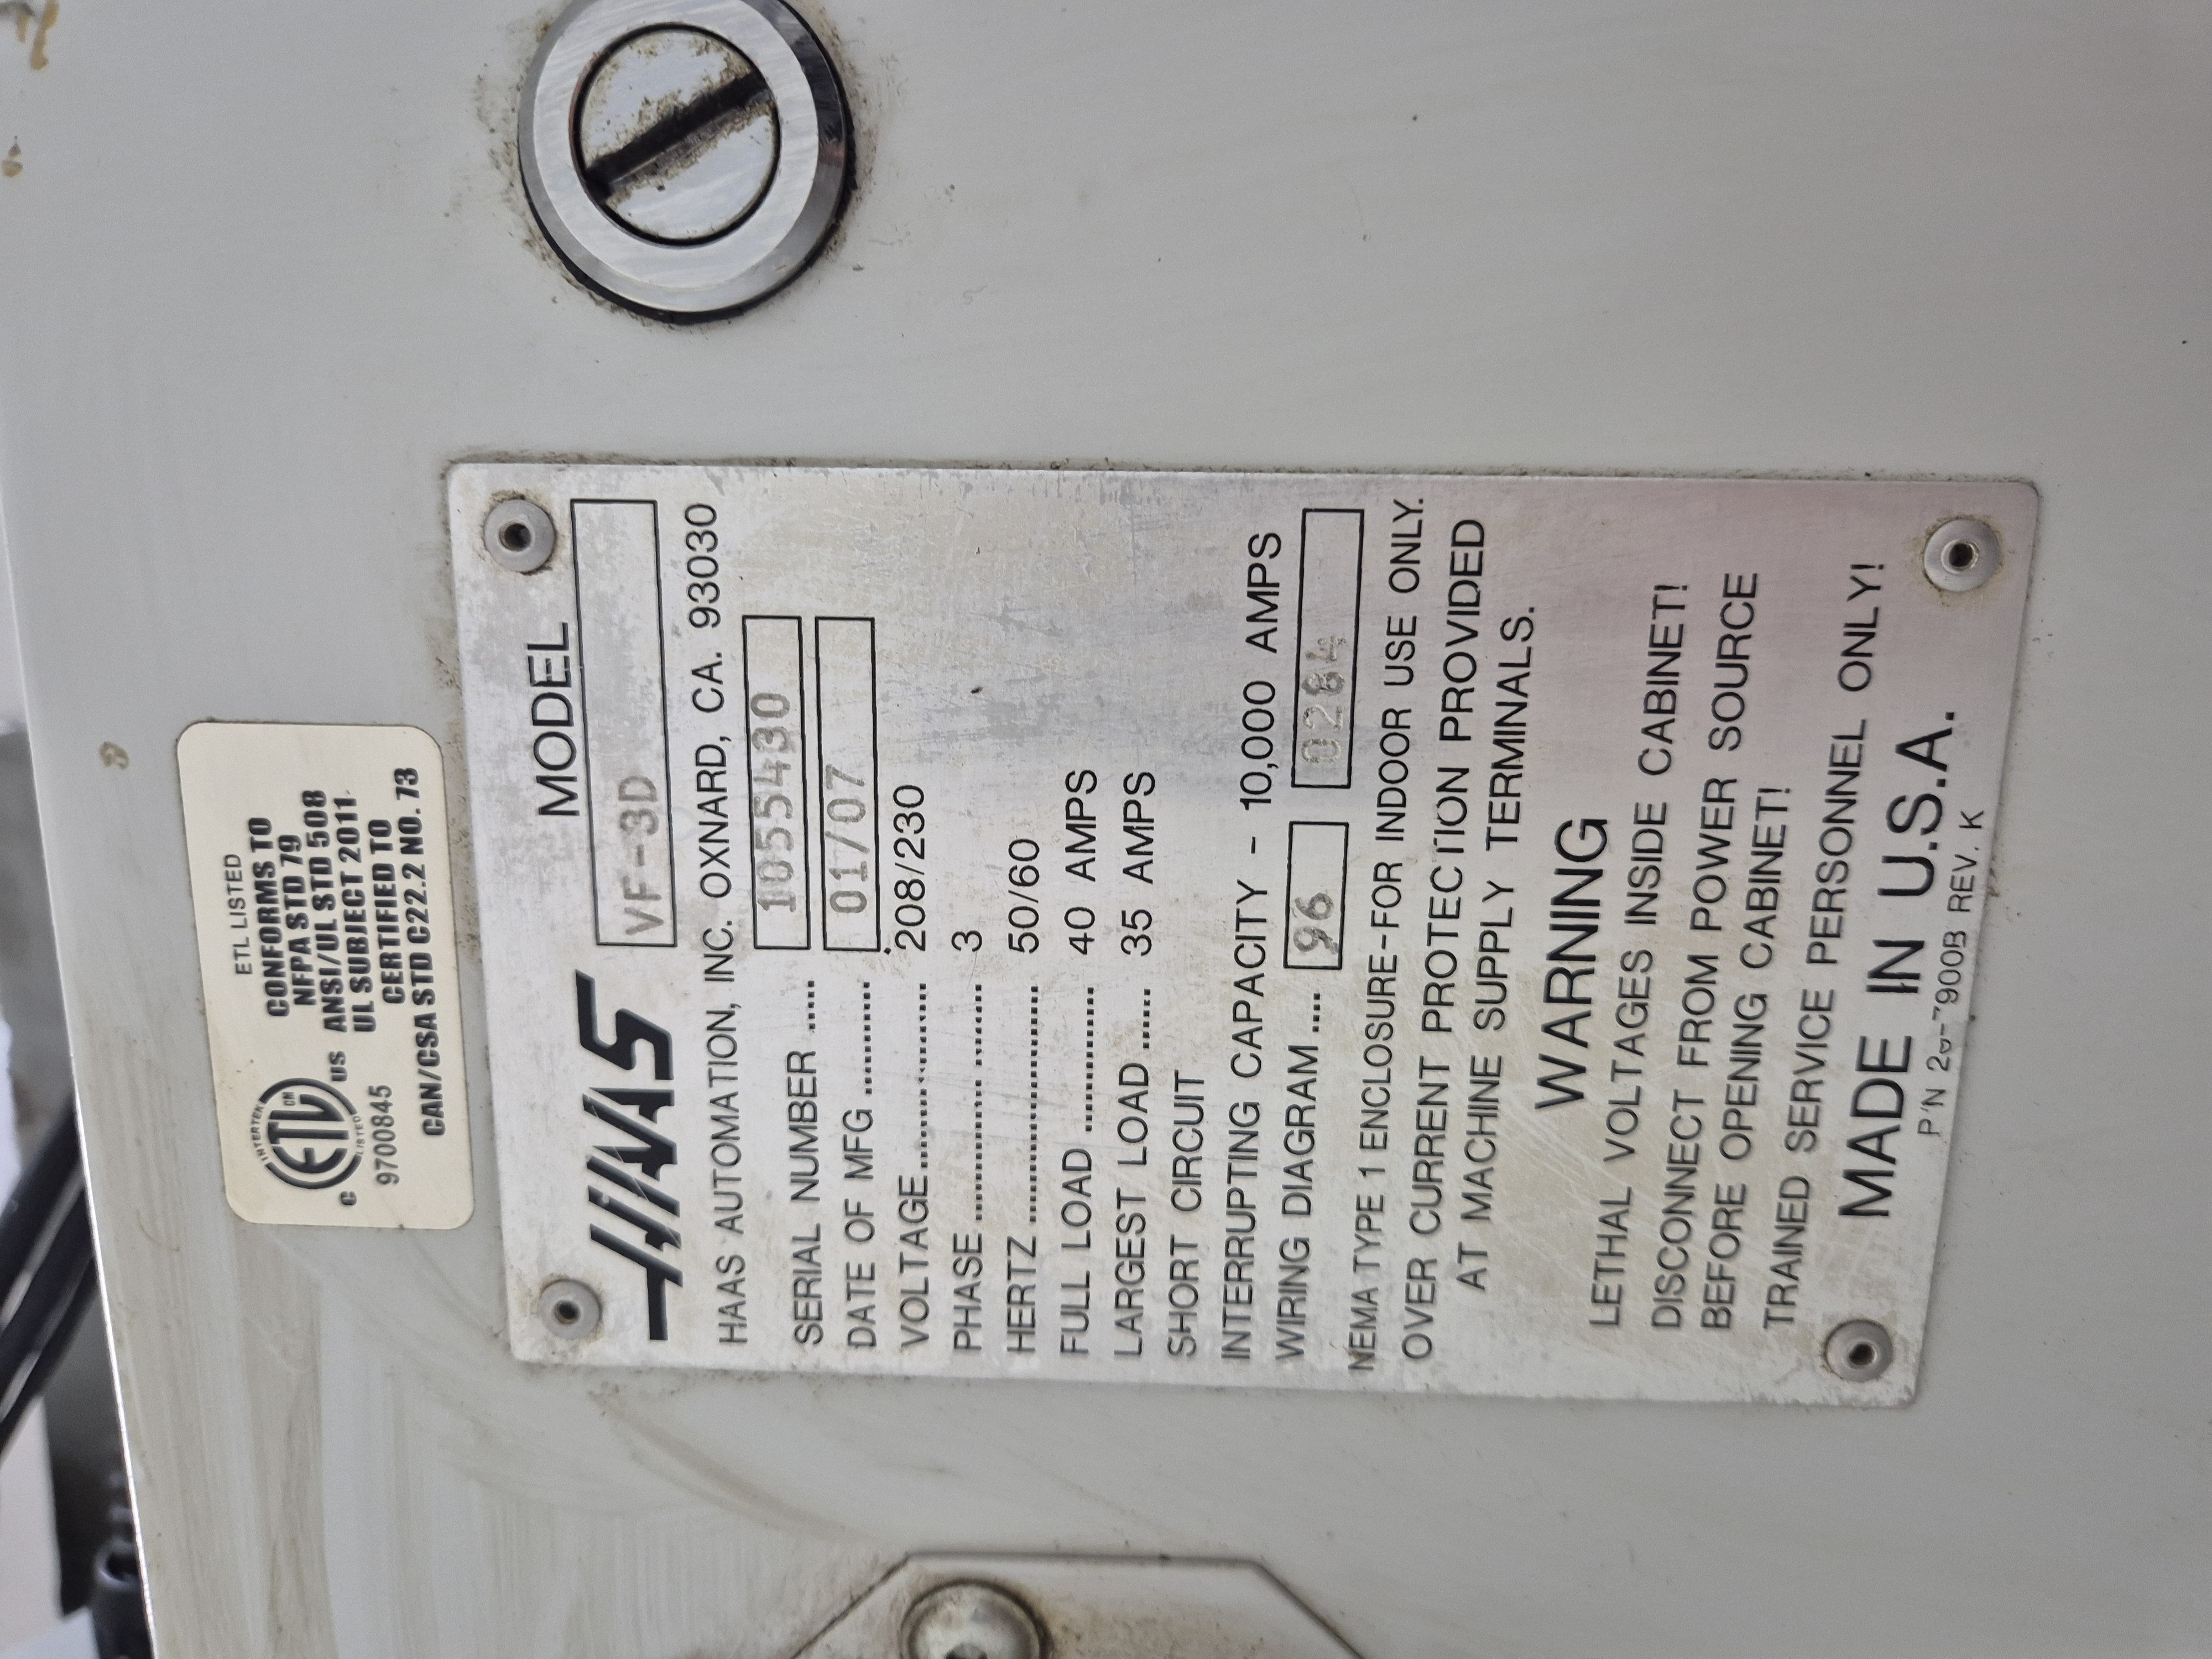 ETL LISTED
CONFORMS TO
NFPA STD 79
ANSI/UL STD 508
UL SUBJECT 2011
CERTIFIED TO
CAN/CSA STD C22.2 NO. 73
INTERTEK
ETL CM
LISTED
C US
9700845
MODEL
HAAS VF-3D
HAAS AUTOMATION, INC. OXNARD, CA. 93030
SERIAL NUMBER ..... 1055430
DATE OF MFG ........... 01/07
VOLTAGE.................... 208/230
PHASE ....................... 3
HERTZ ....................... 50/60
FULL LOAD .............. 40 AMPS
LARGEST LOAD ...... 35 AMPS
SHORT CIRCUIT
INTERRUPTING CAPACITY - 10,000 AMPS
WIRING DIAGRAM .... 96 0284
NEMA TYPE 1 ENCLOSURE-FOR INDOOR USE ONLY.
OVER CURRENT PROTECTION PROVIDED
AT MACHINE SUPPLY TERMINALS.
WARNING
LETHAL VOLTAGES INSIDE CABINET!
DISCONNECT FROM POWER SOURCE
BEFORE OPENING CABINET!
TRAINED SERVICE PERSONNEL ONLY!
MADE IN U.S.A.
P/N REV. K